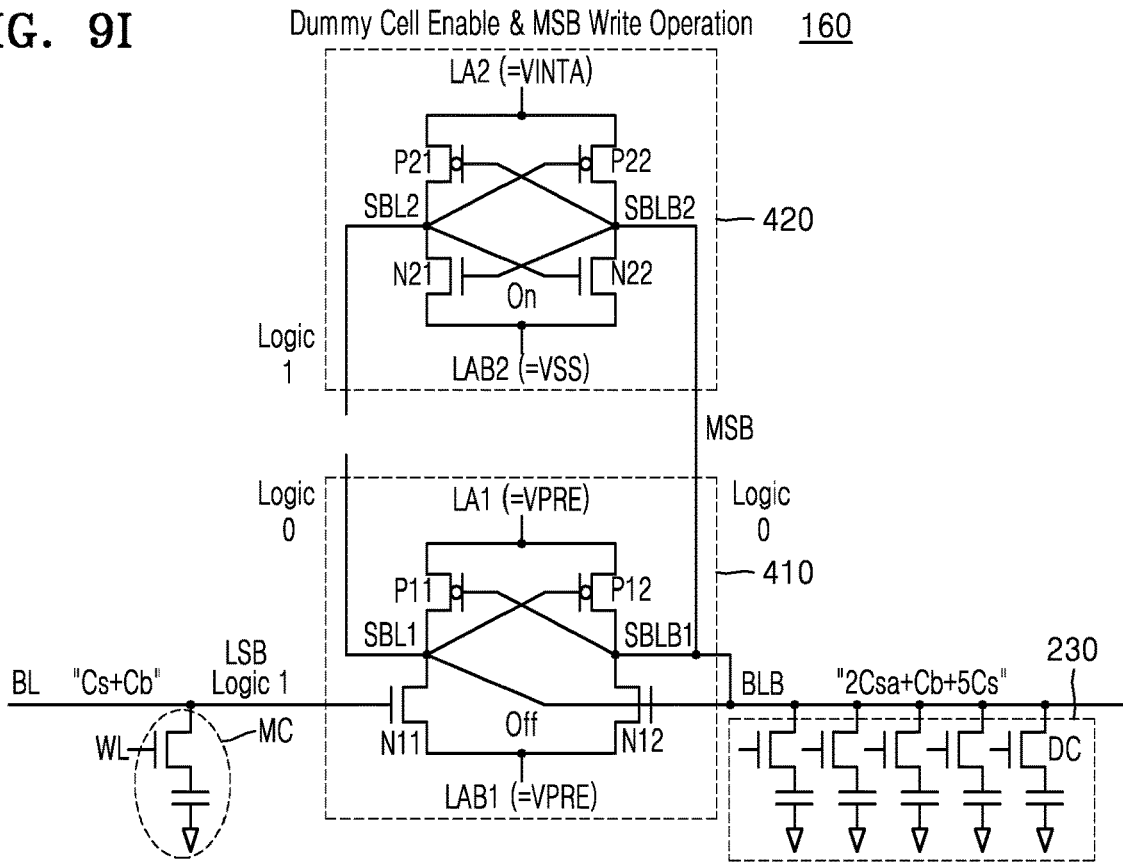 IG. 9I
Dummy Cell Enable & MSB Write Operation 160
LA2 (=VINTA)
P21 P22
SBL2 SBLB2
420
N21 N22
On
Logic
1
LAB2 (=VSS)
MSB
Logic
0
LA1 (=VPRE)
Logic
0
P11 P12
410
SBL1 SBLB1
BL "Cs+Cb" LSB
Logic 1
BLB "2Csa+Cb+5Cs" 230
WL MC
N11 Off N12
DC
LAB1 (=VPRE)